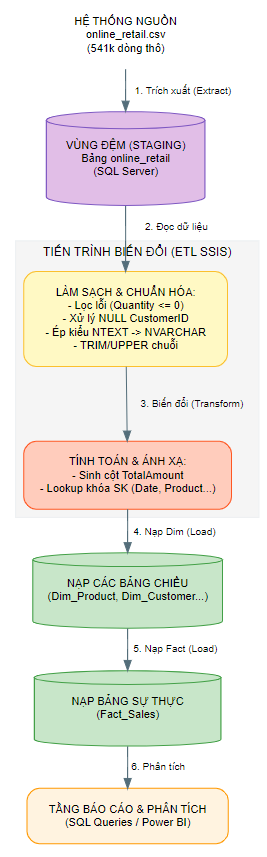 HỆ THỐNG NGUỒN
online_retail.csv
(541k dòng thô)
1. Trích xuất (Extract)
VÙNG ĐỆM (STAGING)
Bảng online_retail
(SQL Server)
2. Đọc dữ liệu
TIẾN TRÌNH BIẾN ĐỔI (ETL SSIS)
LÀM SẠCH & CHUẨN HÓA:
- Lọc lỗi (Quantity <= 0)
- Xử lý NULL CustomerID
- Ép kiểu NTEXT -> NVARCHAR
- TRIM/UPPER chuỗi
3. Biến đổi (Transform)
TÍNH TOÁN & ÁNH XẠ:
- Sinh cột TotalAmount
- Lookup khóa SK (Date, Product...)
4. Nạp Dim (Load)
NẠP CÁC BẢNG CHIỀU
(Dim_Product, Dim_Customer...)
5. Nạp Fact (Load)
NẠP BẢNG SỰ THỰC
(Fact_Sales)
6. Phân tích
TẦNG BÁO CÁO & PHÂN TÍCH
(SQL Queries / Power BI)